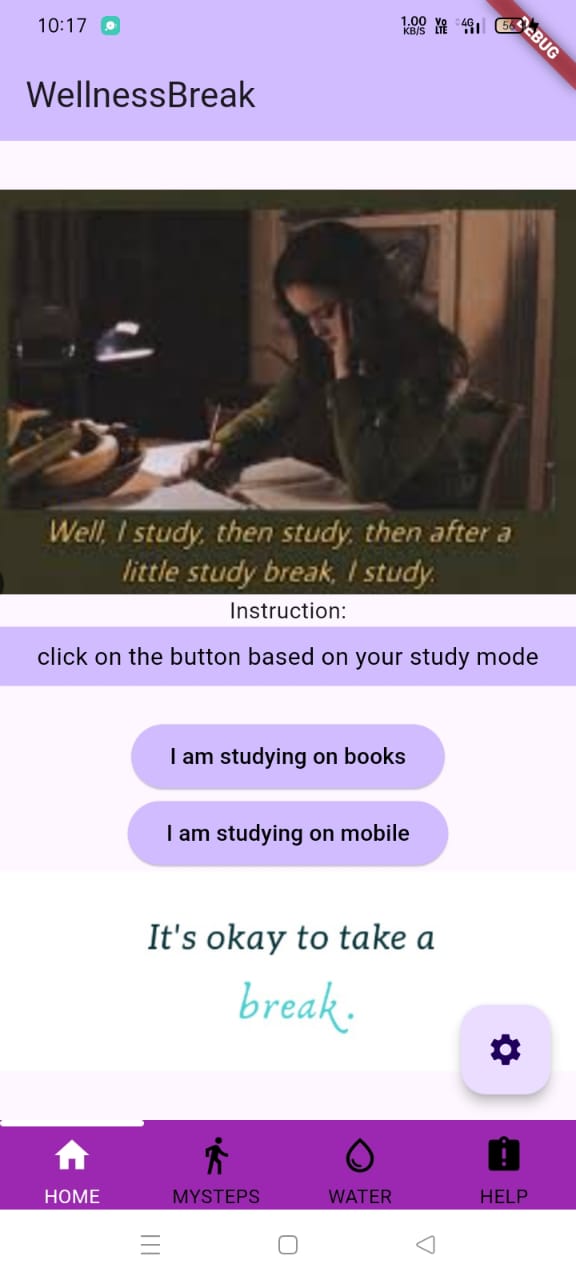 10:17
1.00 KB/S
Vo LTE
4G
56
DEBUG
WellnessBreak
Well, I study, then study, then after a
little study break, I study.
Instruction:
click on the button based on your study mode
I am studying on books
I am studying on mobile
It's okay to take a
break.
HOME
MYSTEPS
WATER
HELP